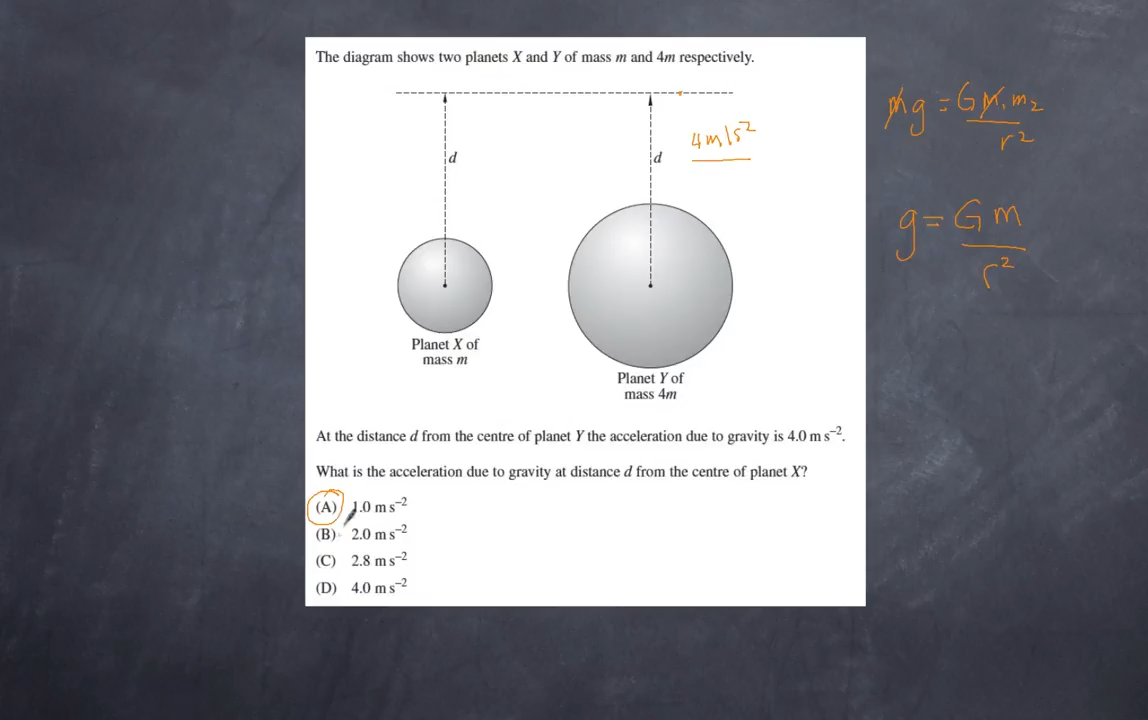 The diagram shows two planets X and Y of mass m and 4m respectively.
d
d
4m/s²
Planet X of
mass m
Planet Y of
mass 4m
At the distance d from the centre of planet Y the acceleration due to gravity is 4.0 m s⁻².
What is the acceleration due to gravity at distance d from the centre of planet X?
(A) 1.0 m s⁻²
(B) 2.0 m s⁻²
(C) 2.8 m s⁻²
(D) 4.0 m s⁻²
mg = G m₁ m₂
r²
g = G m
r²